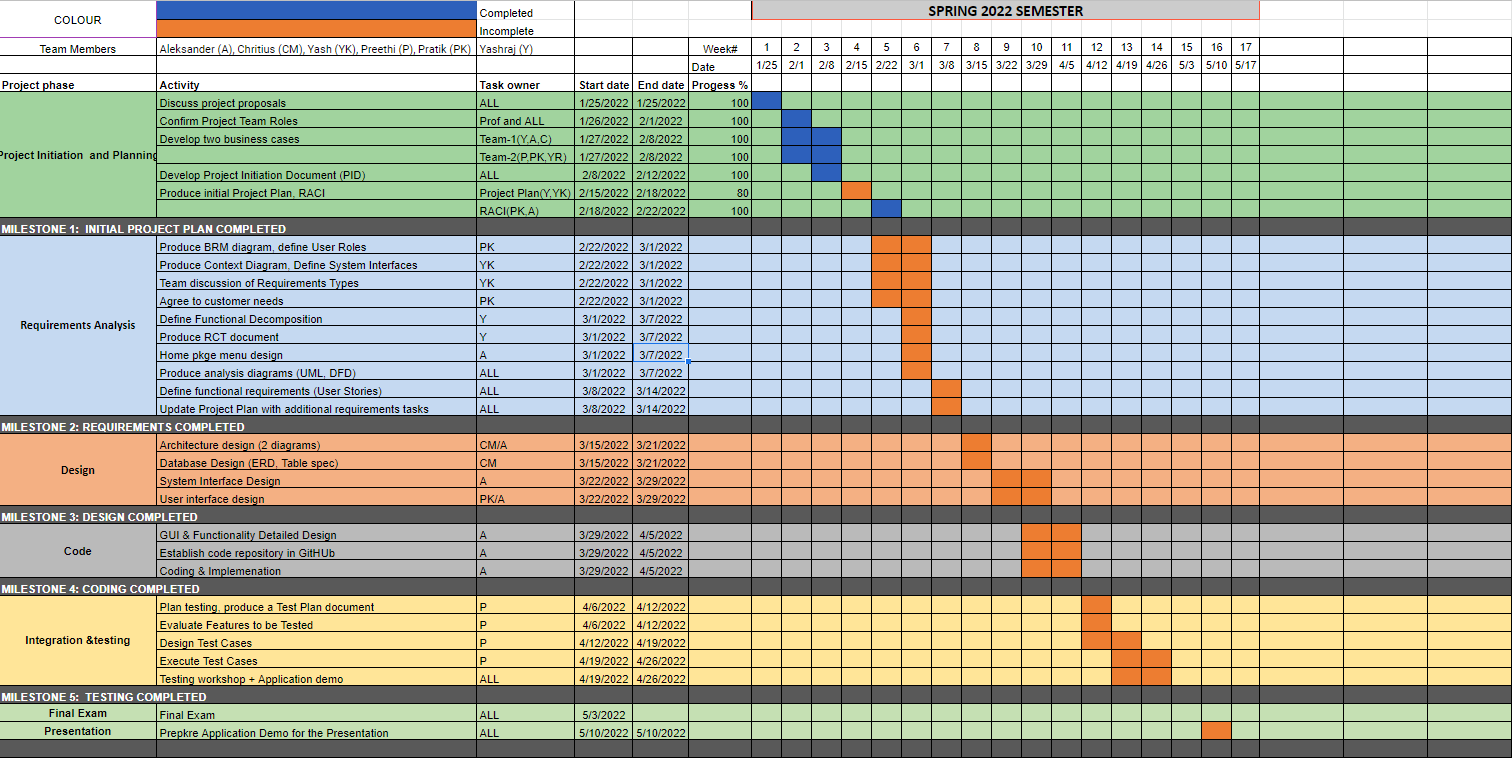 COLOUR Completed SPRING 2022 SEMESTER
Incomplete
Team Members Aleksander (A), Chritius (CM), Yash (YK), Preethi (P), Pratik (PK) Yashraj (Y) Week# 1 2 3 4 5 6 7 8 9 10 11 12 13 14 15 16 17
Date 1/25 2/1 2/8 2/15 2/22 3/1 3/8 3/15 3/22 3/29 4/5 4/12 4/19 4/26 5/3 5/10 5/17
Project phase Activity Task owner Start date End date Progess %
Discuss project proposals ALL 1/25/2022 1/25/2022 100
Confirm Project Team Roles Prof and ALL 1/26/2022 2/1/2022 100
Develop two business cases Team-1(Y,A,C) 1/27/2022 2/8/2022 100
Project Initiation and Planning Team-2(P,PK,YR) 1/27/2022 2/8/2022 100
Develop Project Initiation Document (PID) ALL 2/8/2022 2/12/2022 100
Produce initial Project Plan, RACI Project Plan(Y,YK) 2/15/2022 2/18/2022 80
RACI(PK,A) 2/18/2022 2/22/2022 100
MILESTONE 1: INITIAL PROJECT PLAN COMPLETED
Produce BRM diagram, define User Roles PK 2/22/2022 3/1/2022
Produce Context Diagram, Define System Interfaces YK 2/22/2022 3/1/2022
Team discussion of Requirements Types YK 2/22/2022 3/1/2022
Agree to customer needs PK 2/22/2022 3/1/2022
Requirements Analysis Define Functional Decomposition Y 3/1/2022 3/7/2022
Produce RCT document Y 3/1/2022 3/7/2022
Home pkge menu design A 3/1/2022 3/7/2022
Produce analysis diagrams (UML, DFD) ALL 3/1/2022 3/7/2022
Define functional requirements (User Stories) ALL 3/8/2022 3/14/2022
Update Project Plan with additional requirements tasks ALL 3/8/2022 3/14/2022
MILESTONE 2: REQUIREMENTS COMPLETED
Architecture design (2 diagrams) CM/A 3/15/2022 3/21/2022
Design Database Design (ERD, Table spec) CM 3/15/2022 3/21/2022
System Interface Design A 3/22/2022 3/29/2022
User interface design PK/A 3/22/2022 3/29/2022
MILESTONE 3: DESIGN COMPLETED
GUI & Functionality Detailed Design A 3/29/2022 4/5/2022
Code Establish code repository in GitHUb A 3/29/2022 4/5/2022
Coding & Implemenation A 3/29/2022 4/5/2022
MILESTONE 4: CODING COMPLETED
Plan testing, produce a Test Plan document P 4/6/2022 4/12/2022
Evaluate Features to be Tested P 4/6/2022 4/12/2022
Integration &testing Design Test Cases P 4/12/2022 4/19/2022
Execute Test Cases P 4/19/2022 4/26/2022
Testing workshop + Application demo ALL 4/19/2022 4/26/2022
MILESTONE 5: TESTING COMPLETED
Final Exam Final Exam ALL 5/3/2022
Presentation Prepkre Application Demo for the Presentation ALL 5/10/2022 5/10/2022